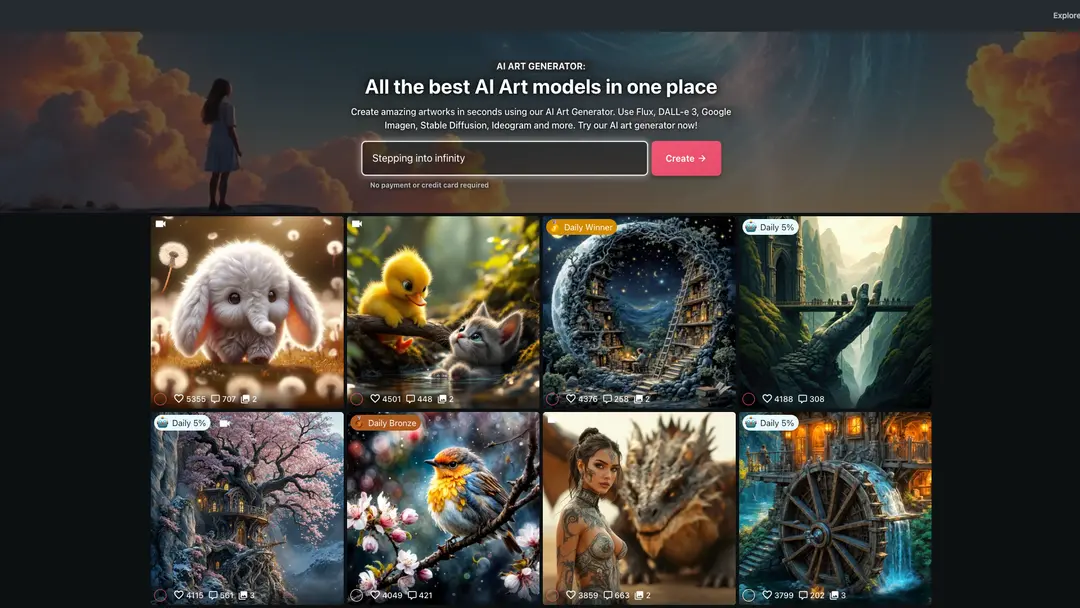 Explore
AI ART GENERATOR:
All the best AI Art models in one place
Create amazing artworks in seconds using our AI Art Generator. Use Flux, DALL-e 3, Google
Imagen, Stable Diffusion, Ideogram and more. Try our AI art generator now!
Stepping into infinity
Create →
No payment or credit card required
Daily Winner
Daily 5%
5355 707 2
4501 448 2
4376 258 2
4188 308
Daily 5%
Daily Bronze
Daily 5%
4115 561 3
4049 421
3859 663 2
3799 202 3